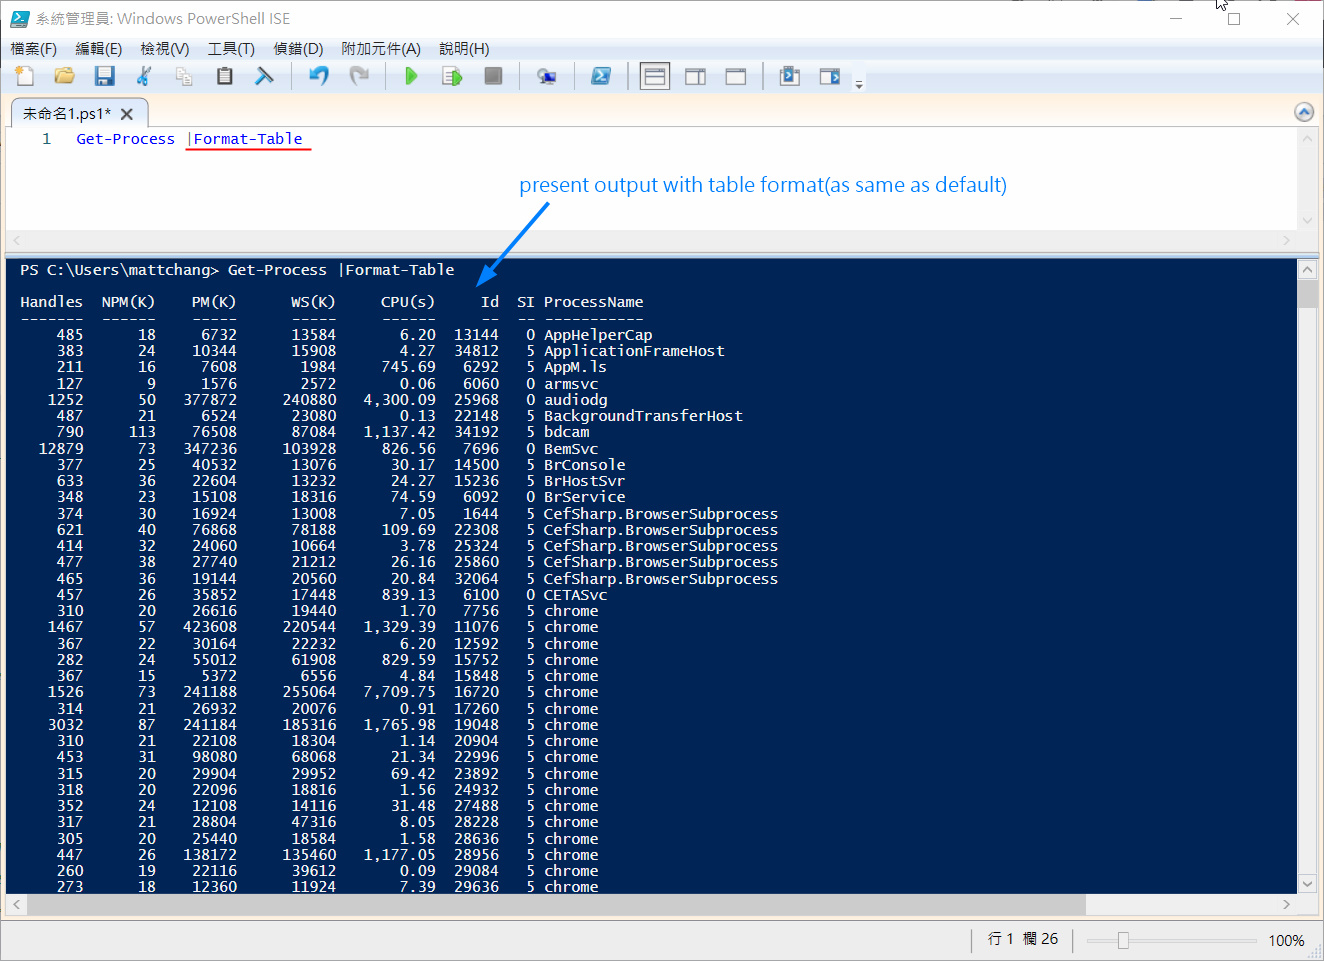 系統管理員: Windows PowerShell ISE
檔案(F) 編輯(E) 檢視(V) 工具(T) 偵錯(D) 附加元件(A) 說明(H)
未命名1.ps1*
1 Get-Process |Format-Table
present output with table format(as same as default)
PS C:\Users\mattchang> Get-Process |Format-Table
Handles NPM(K) PM(K) WS(K) CPU(s) Id SI ProcessName
------- ------ ----- ----- ------ -- -- -----------
485 18 6732 13584 6.20 13144 0 AppHelperCap
383 24 10344 15908 4.27 34812 5 ApplicationFrameHost
211 16 7608 1984 745.69 6292 5 AppM.ls
127 9 1576 2572 0.06 6060 0 armsvc
1252 50 377872 240880 4,300.09 25968 0 audiodg
487 21 6524 23080 0.13 22148 5 BackgroundTransferHost
790 113 76508 87084 1,137.42 34192 5 bdcam
12879 73 347236 103928 826.56 7696 0 BemSvc
377 25 40532 13076 30.17 14500 5 BrConsole
633 36 22604 13232 24.27 15236 5 BrHostSvr
348 23 15108 18316 74.59 6092 0 BrService
374 30 16924 13008 7.05 1644 5 CefSharp.BrowserSubprocess
621 40 76868 78188 109.69 22308 5 CefSharp.BrowserSubprocess
414 32 24060 10664 3.78 25324 5 CefSharp.BrowserSubprocess
477 38 27740 21212 26.16 25860 5 CefSharp.BrowserSubprocess
465 36 19144 20560 20.84 32064 5 CefSharp.BrowserSubprocess
457 26 35852 17448 839.13 6100 0 CETASvc
310 20 26616 19440 1.70 7756 5 chrome
1467 57 423608 220544 1,329.39 11076 5 chrome
367 22 30164 22232 6.20 12592 5 chrome
282 24 55012 61908 829.59 15752 5 chrome
367 15 5372 6556 4.84 15848 5 chrome
1526 73 241188 255064 7,709.75 16720 5 chrome
314 21 26932 20076 0.91 17260 5 chrome
3032 87 241184 185316 1,765.98 19048 5 chrome
310 21 22108 18304 1.14 20904 5 chrome
453 31 98080 68068 21.34 22996 5 chrome
315 20 29904 29952 69.42 23892 5 chrome
318 20 22096 18816 1.56 24932 5 chrome
352 24 12108 14116 31.48 27488 5 chrome
317 21 28804 47316 8.05 28228 5 chrome
305 20 25440 18584 1.58 28636 5 chrome
447 26 138172 135460 1,177.05 28956 5 chrome
260 19 22116 39612 0.09 29084 5 chrome
273 18 12360 11924 7.39 29636 5 chrome
行 1 欄 26 100%